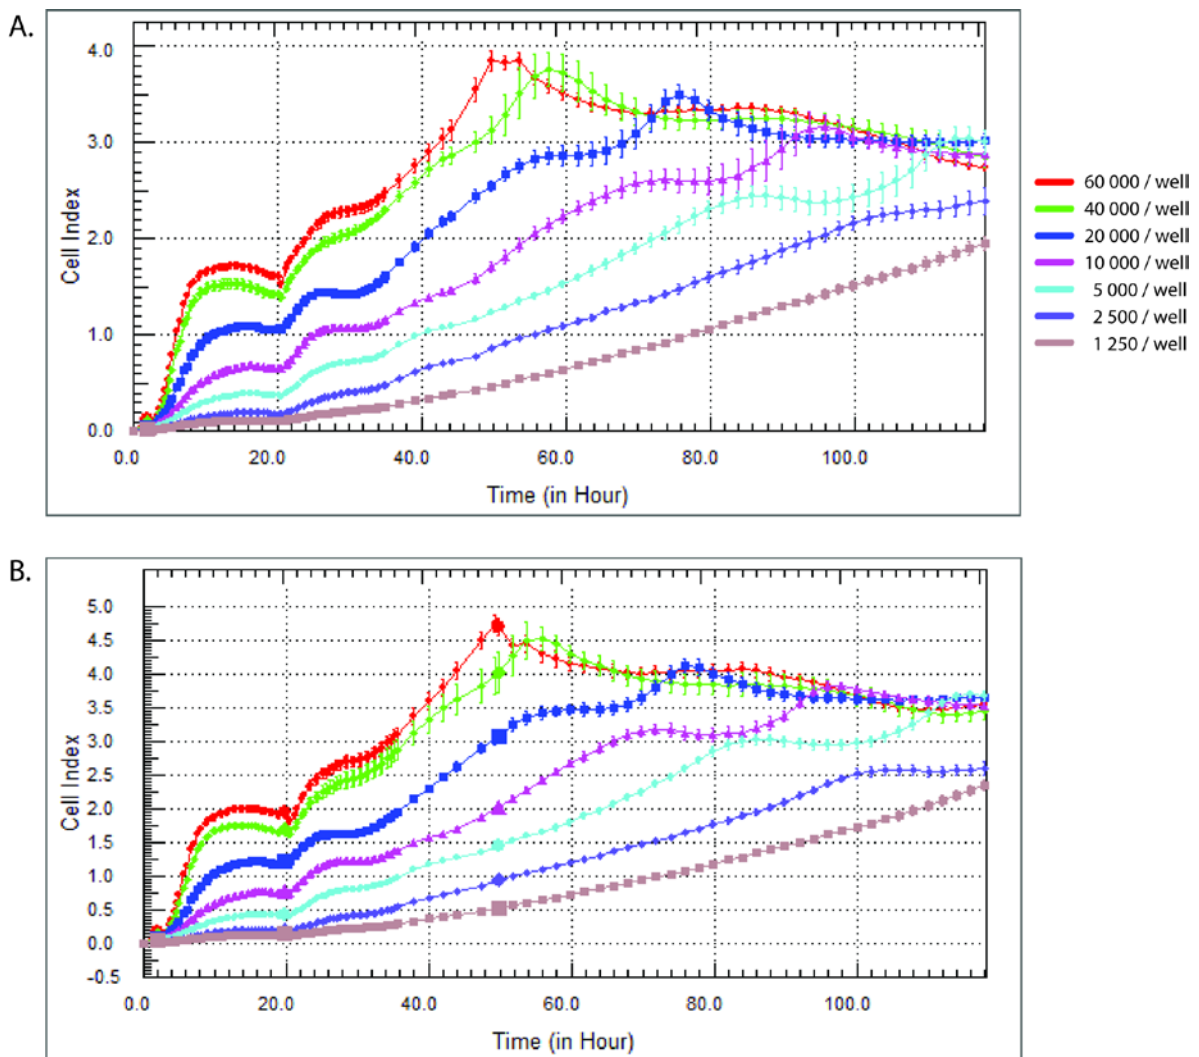 A.
4.0
3.0
2.0
1.0
0.0
Cell Index
0.0 20.0 40.0 60.0 80.0 100.0
Time (in Hour)
60 000 / well
40 000 / well
20 000 / well
10 000 / well
5 000 / well
2 500 / well
1 250 / well
B.
5.0
4.5
4.0
3.5
3.0
2.5
2.0
1.5
1.0
0.5
0.0
-0.5
Cell Index
0.0 20.0 40.0 60.0 80.0 100.0
Time (in Hour)